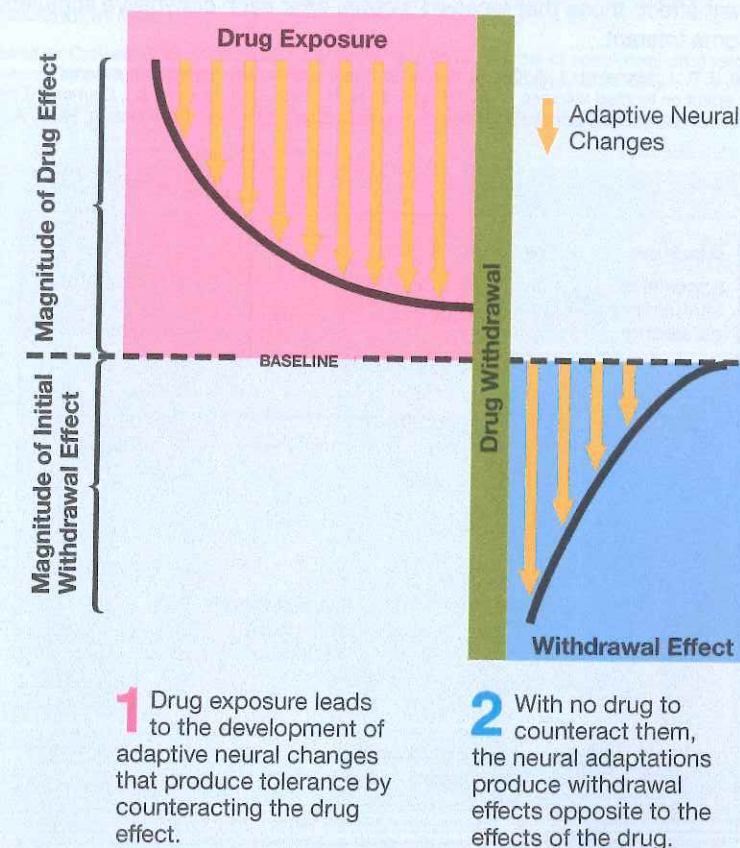 Drug Exposure
Magnitude of Drug Effect
Adaptive Neural
Changes
Drug Withdrawal
BASELINE
Magnitude of Initial
Withdrawal Effect
Withdrawal Effect
1 Drug exposure leads
to the development of
adaptive neural changes
that produce tolerance by
counteracting the drug
effect.
2 With no drug to
counteract them,
the neural adaptations
produce withdrawal
effects opposite to the
effects of the drug.